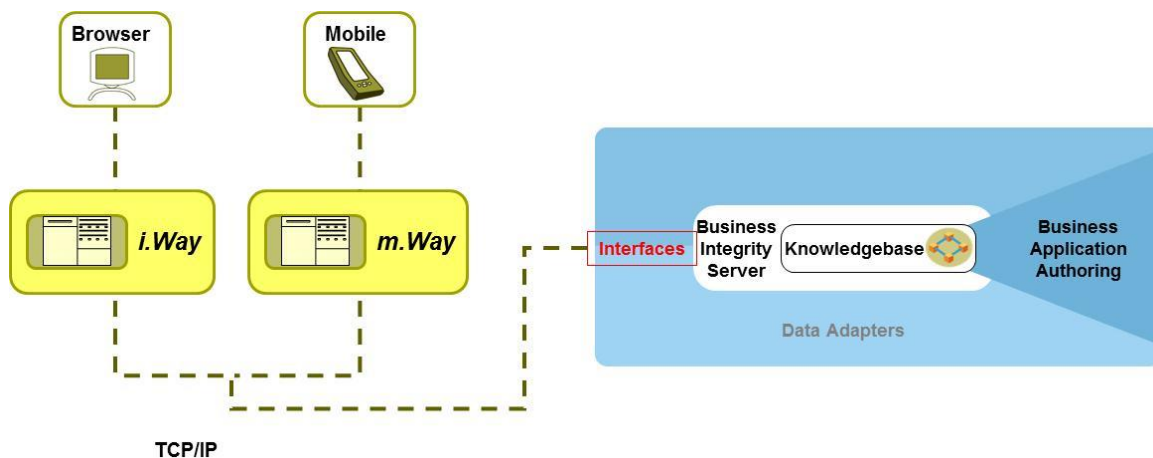 Browser
Mobile
i.Way
m.Way
Interfaces
Business
Integrity
Server
Knowledgebase
Business
Application
Authoring
Data Adapters
TCP/IP